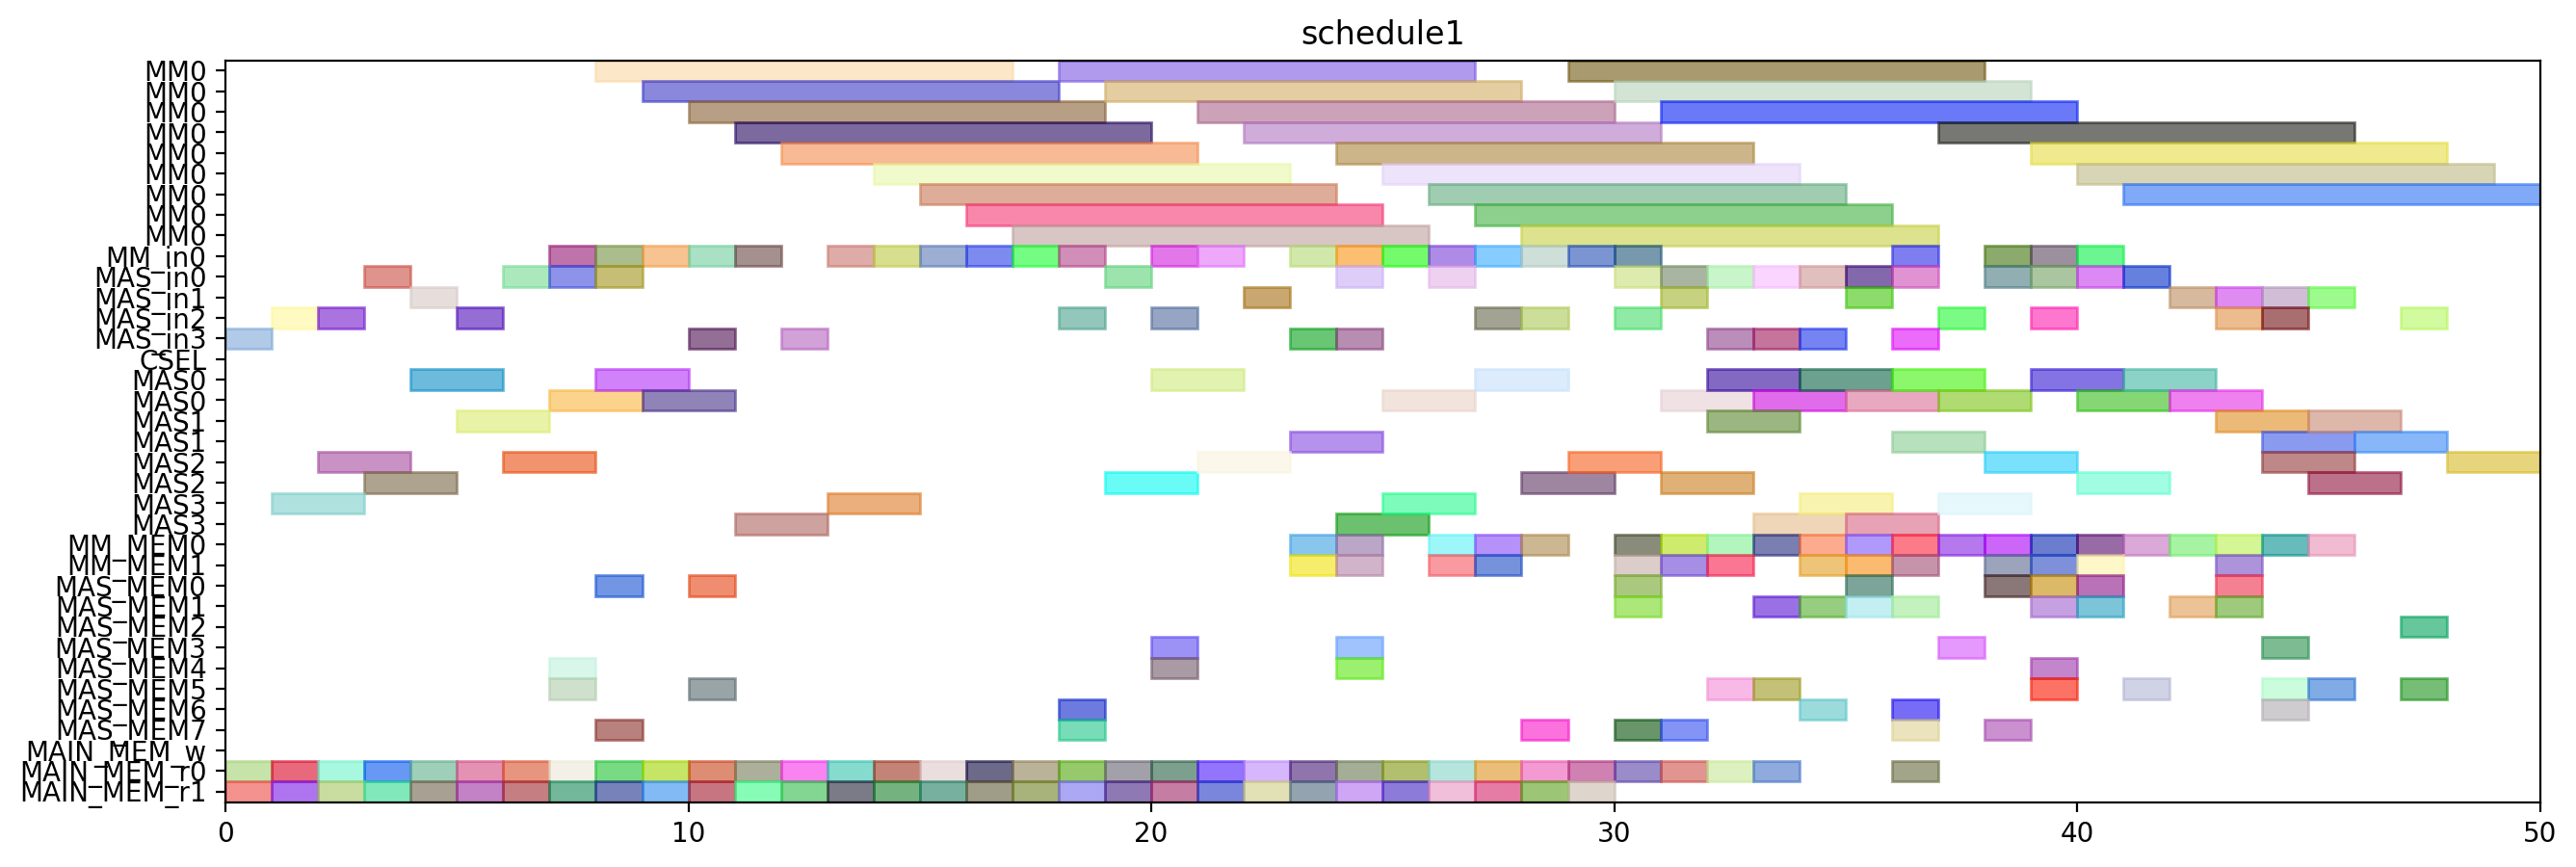 schedule1
MM0
MM0
MM0
MM0
MM0
MM0
MM0
MM0
MM0
MM_in0
MAS_in0
MAS_in1
MAS_in2
MAS_in3
CSEL
MAS0
MAS0
MAS1
MAS1
MAS2
MAS2
MAS3
MAS3
MM_MEM0
MM_MEM1
MAS_MEM0
MAS_MEM1
MAS_MEM2
MAS_MEM3
MAS_MEM4
MAS_MEM5
MAS_MEM6
MAS_MEM7
MAIN_MEM_w
MAIN_MEM_r0
MAIN_MEM_r1
0 10 20 30 40 50